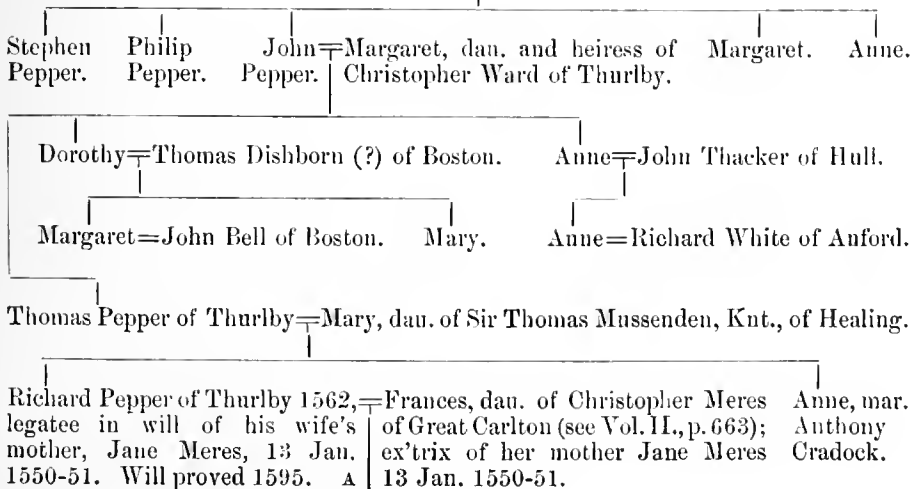 Stephen Pepper.
Philip Pepper.
John Pepper. = Margaret, dau. and heiress of
Christopher Ward of Thurlby.
Margaret.
Anne.
Dorothy = Thomas Dishborn (?) of Boston.
Anne = John Thacker of Hull.
Margaret = John Bell of Boston.
Mary.
Anne = Richard White of Anford.
Thomas Pepper of Thurlby = Mary, dau. of Sir Thomas Mussenden, Knt., of Healing.
Richard Pepper of Thurlby 1562, =
legatee in will of his wife's
mother, Jane Meres, 13 Jan.
1550-51. Will proved 1595. A
Frances, dau. of Christopher Meres
of Great Carlton (see Vol. II., p. 663);
ex'trix of her mother Jane Meres
13 Jan. 1550-51.
Anne, mar.
Anthony
Cradock.